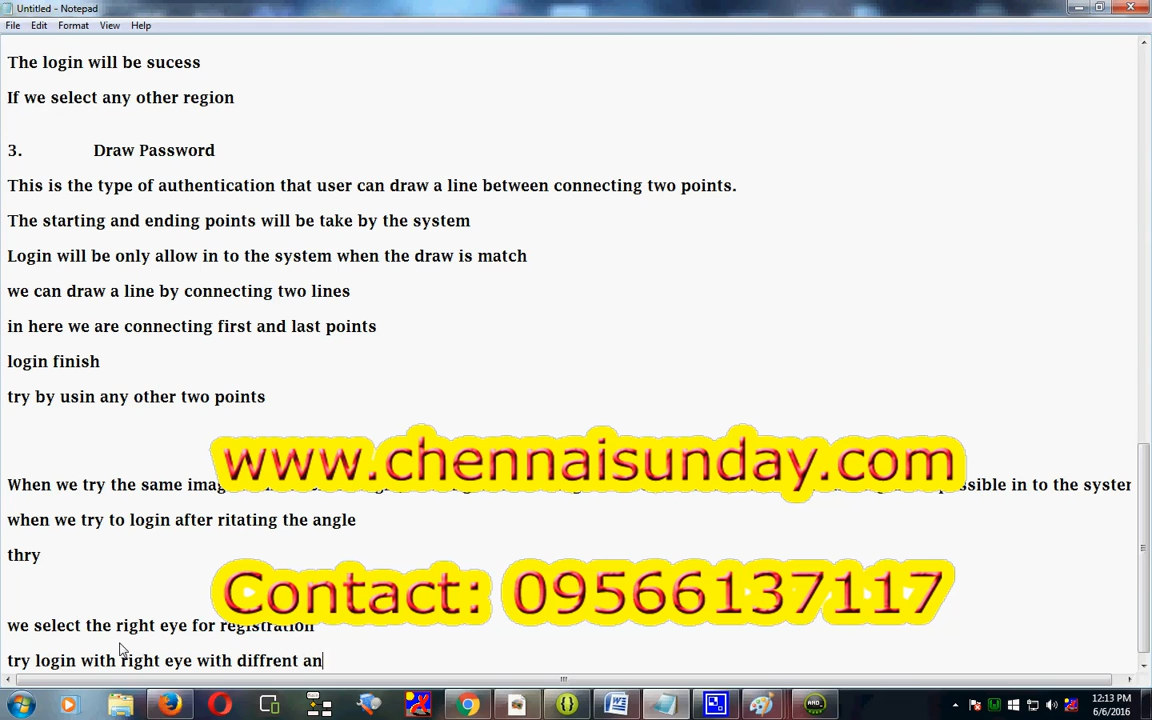 Untitled - Notepad
File Edit Format View Help
The login will be sucess
If we select any other region
3. Draw Password
This is the type of authentication that user can draw a line between connecting two points.
The starting and ending points will be take by the system
Login will be only allow in to the system when the draw is match
we can draw a line by connecting two lines
in here we are connecting first and last points
login finish
try by usin any other two points
www.chennaisunday.com
When we try the same in to the
when we try to login after ritating the angle
thry
Contact: 09566137117
we select the right eye for registration
try login with right eye with diffrent an
12:13 PM
6/6/2016